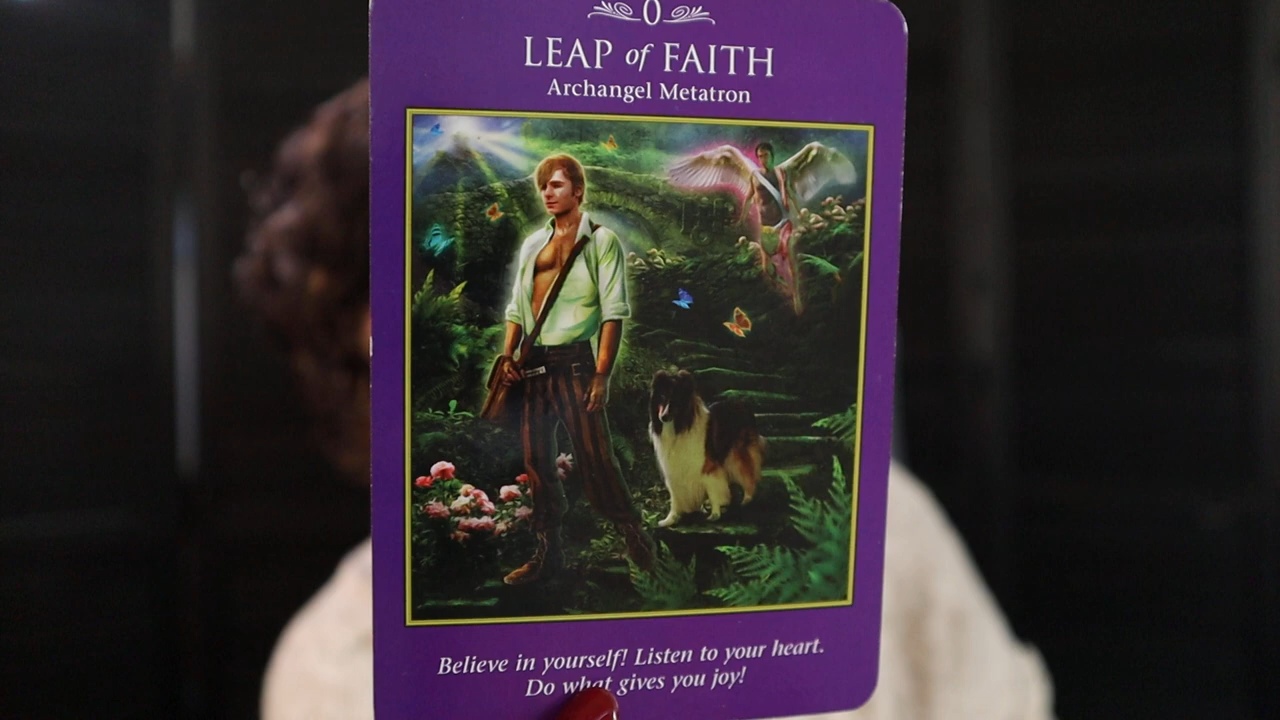 0
LEAP of FAITH
Archangel Metatron
Believe in yourself! Listen to your heart.
Do what gives you joy!